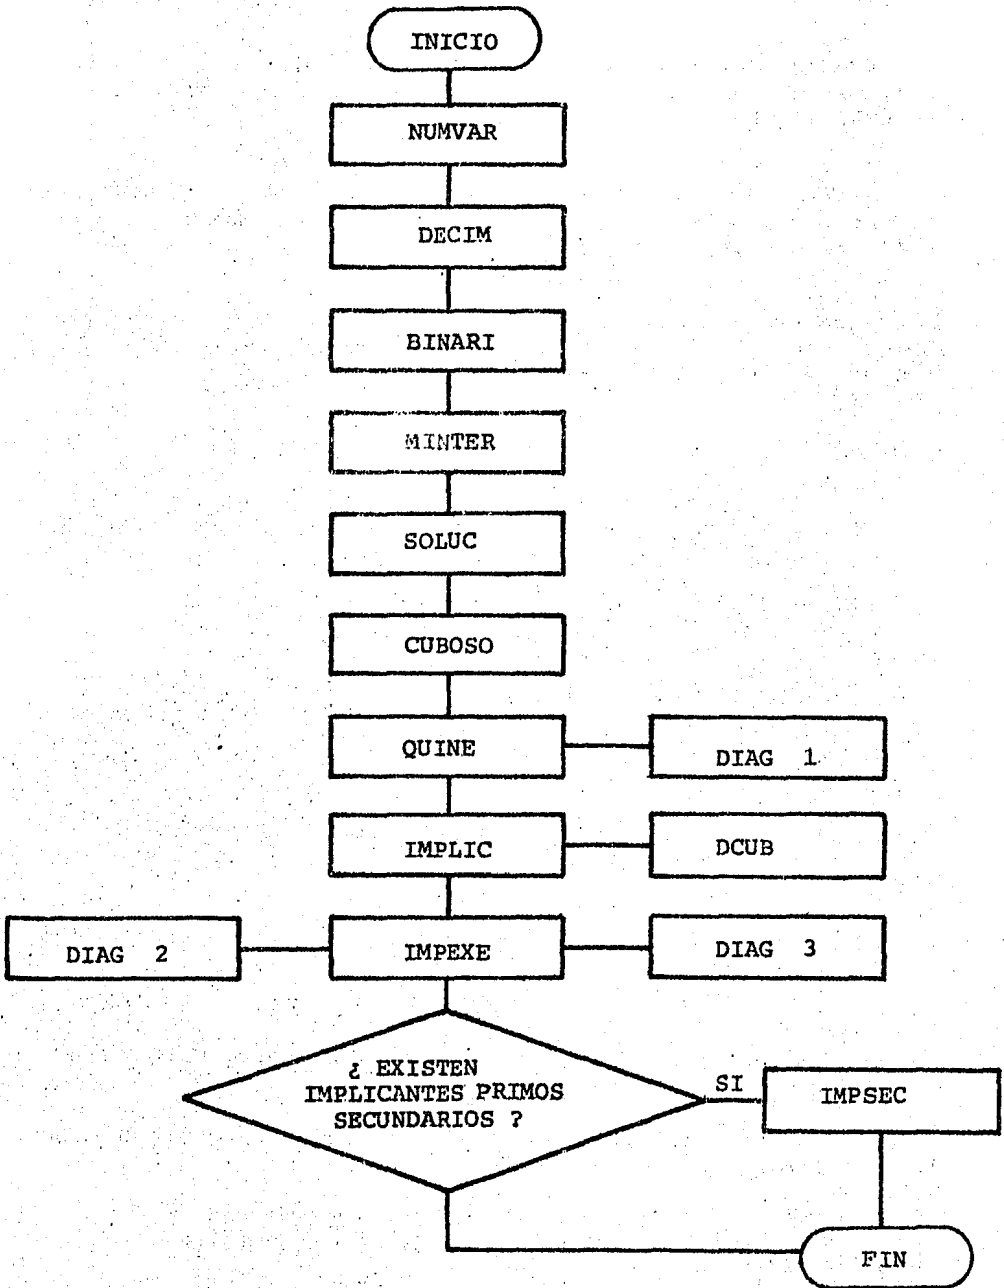 INICIO
NUMVAR
DECIM
BINARI
MINTER
SOLUC
CUBOSO
QUINE
DIAG 1
IMPLIC
DCUB
DIAG 2
IMPEXE
DIAG 3
¿ EXISTEN
IMPLICANTES PRIMOS
SECUNDARIOS ?
SI
IMPSEC
FIN